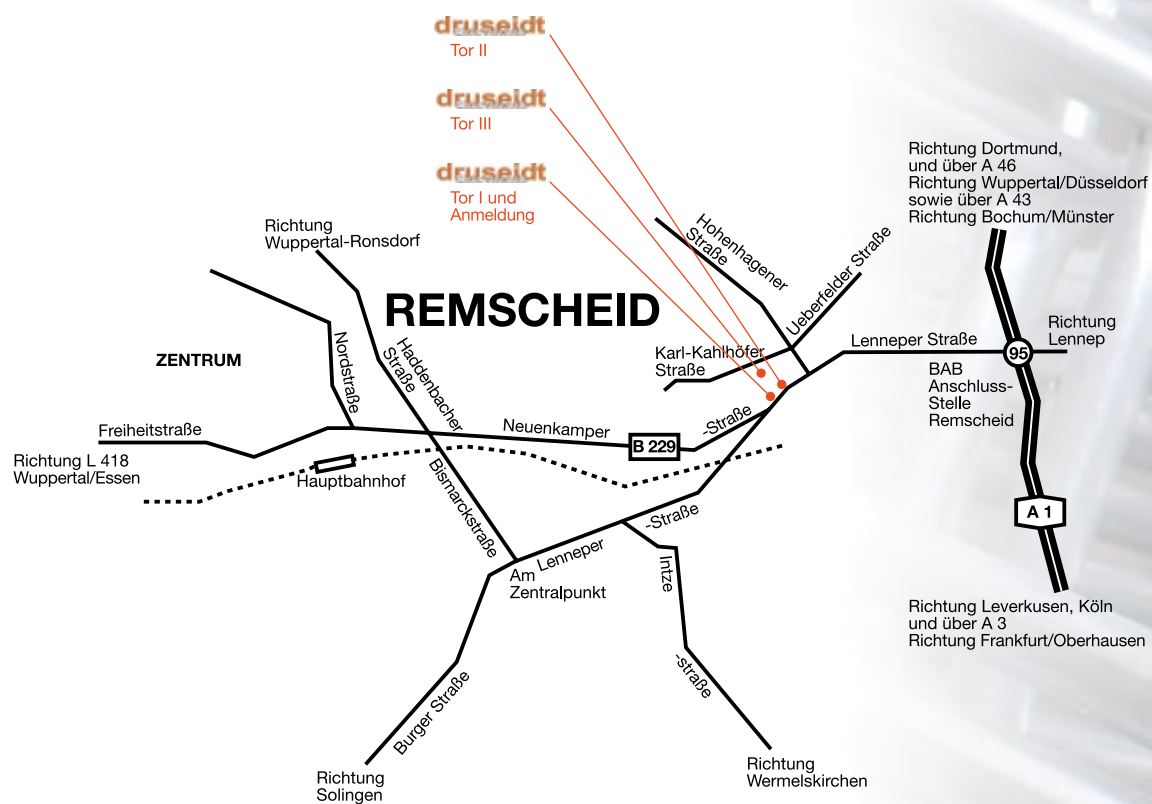 druseidt
Tor II
druseidt
Tor III
druseidt
Tor I und
Anmeldung
Richtung Dortmund,
und über A 46
Richtung Wuppertal/Düsseldorf
sowie über A 43
Richtung Bochum/Münster
Richtung
Wuppertal-Ronsdorf
Hohenhagener
Straße
Ueberfelder Straße
REMSCHEID
ZENTRUM
Nordstraße
Haddenbacher
Straße
Karl-Kahlhöfer
Straße
Lenneper Straße
95
Richtung
Lennep
BAB
Anschluss-
Stelle
Remscheid
Freiheitstraße
Neuenkamper
B 229
-Straße
Richtung L 418
Wuppertal/Essen
Hauptbahnhof
Bismarckstraße
A 1
Lenneper
-Straße
Am
Zentralpunkt
Intze
-straße
Richtung Leverkusen, Köln
und über A 3
Richtung Frankfurt/Oberhausen
Burger Straße
Richtung
Solingen
Richtung
Wermelskirchen